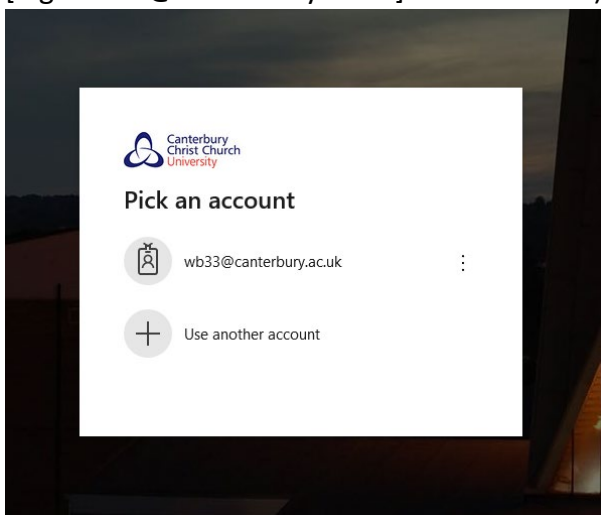 Canterbury
Christ Church
University
Pick an account
wb33@canterbury.ac.uk
Use another account